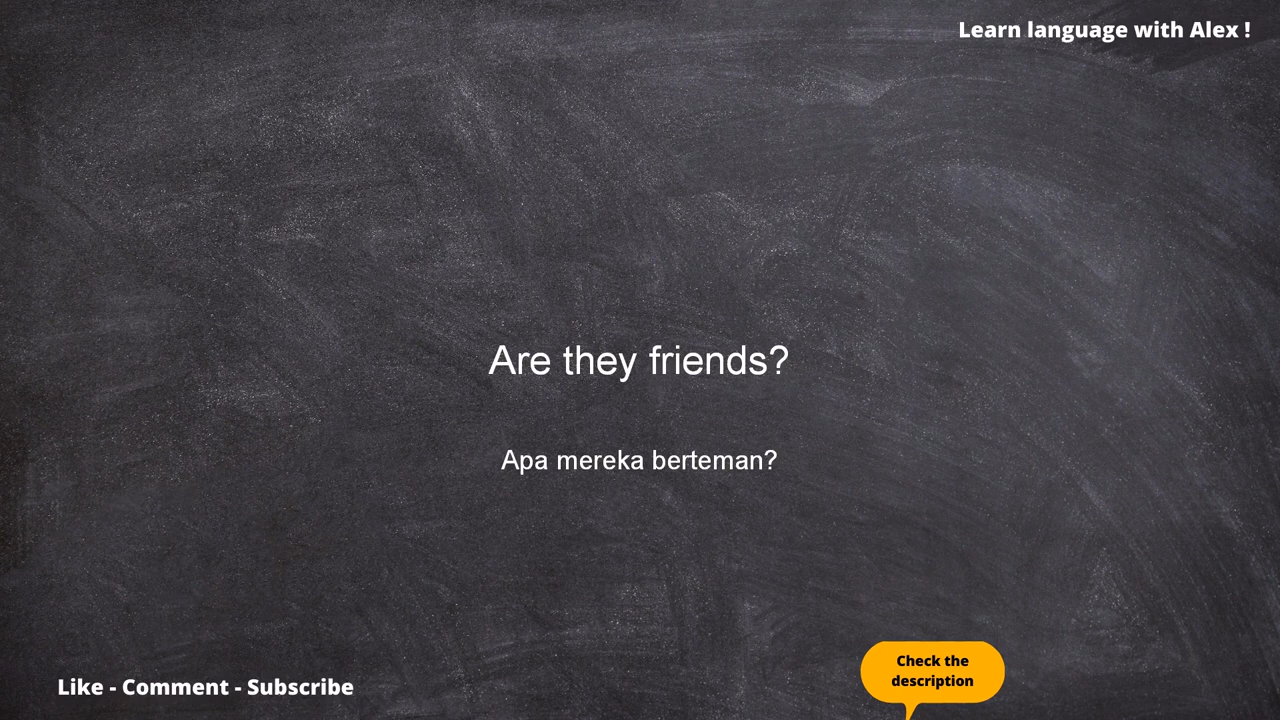 Learn language with Alex !
Are they friends?
Apa mereka berteman?
Like - Comment - Subscribe
Check the
description